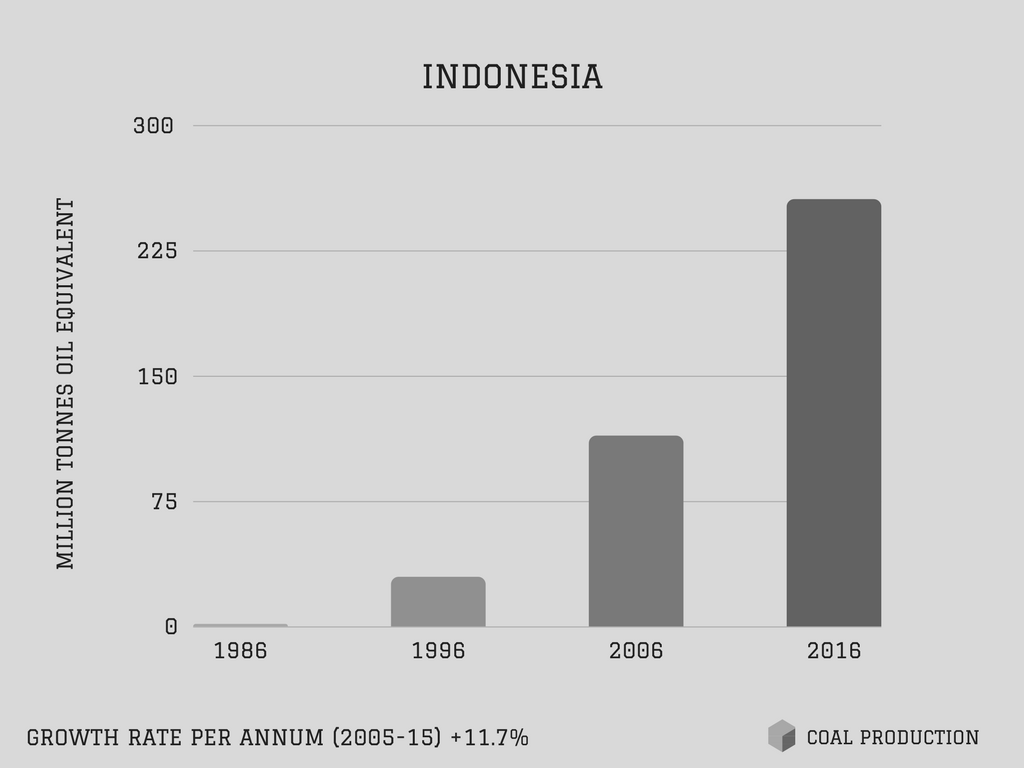 INDONESIA
300
225
150
75
0
MILLION TONNES OIL EQUIVALENT
1986 1996 2006 2016
GROWTH RATE PER ANNUM (2005-15) +11.7%
COAL PRODUCTION